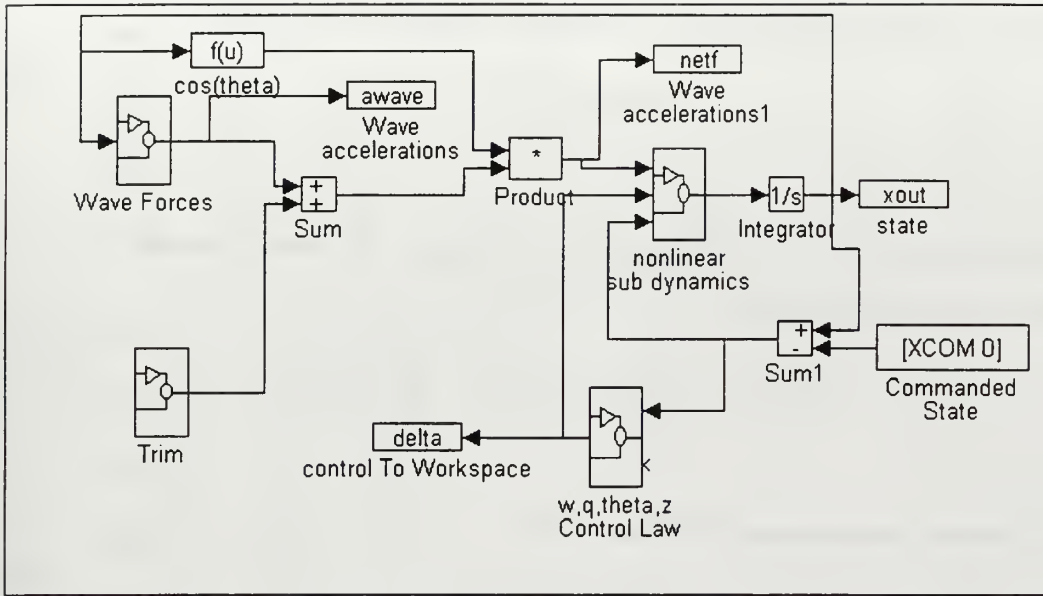 f(u)
cos(theta)
awave
Wave
accelerations
netf
Wave
accelerations1
Wave Forces
+
+
Sum
*
Product
nonlinear
sub dynamics
1/s
Integrator
xout
state
+
-
Sum1
[XCOM 0]
Commanded
State
Trim
delta
control To Workspace
w,q,theta,z
Control Law